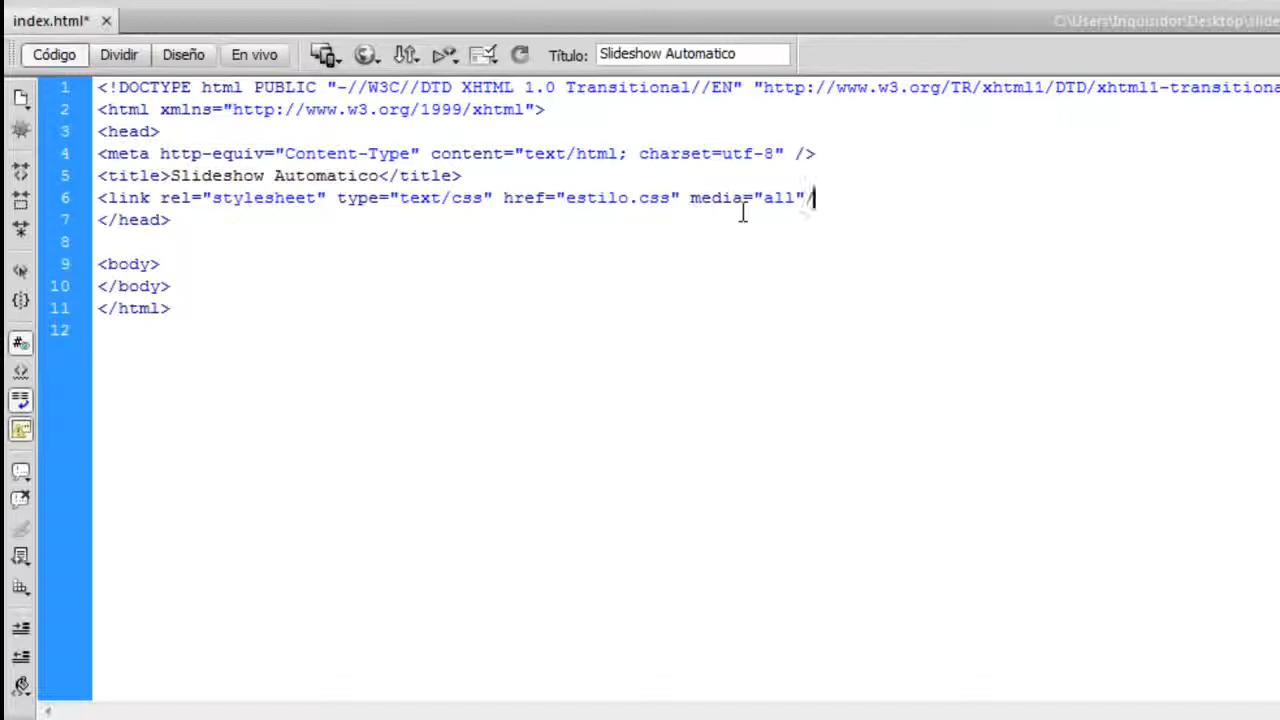 index.html*
C:\Users\Inquisidor\Desktop\slide
Código Dividir Diseño En vivo Título: Slideshow Automatico
1 <!DOCTYPE html PUBLIC "-//W3C//DTD XHTML 1.0 Transitional//EN" "http://www.w3.org/TR/xhtml1/DTD/xhtml1-transitiona
2 <html xmlns="http://www.w3.org/1999/xhtml">
3 <head>
4 <meta http-equiv="Content-Type" content="text/html; charset=utf-8" />
5 <title>Slideshow Automatico</title>
6 <link rel="stylesheet" type="text/css" href="estilo.css" media="all"/
7 </head>
8
9 <body>
10 </body>
11 </html>
12